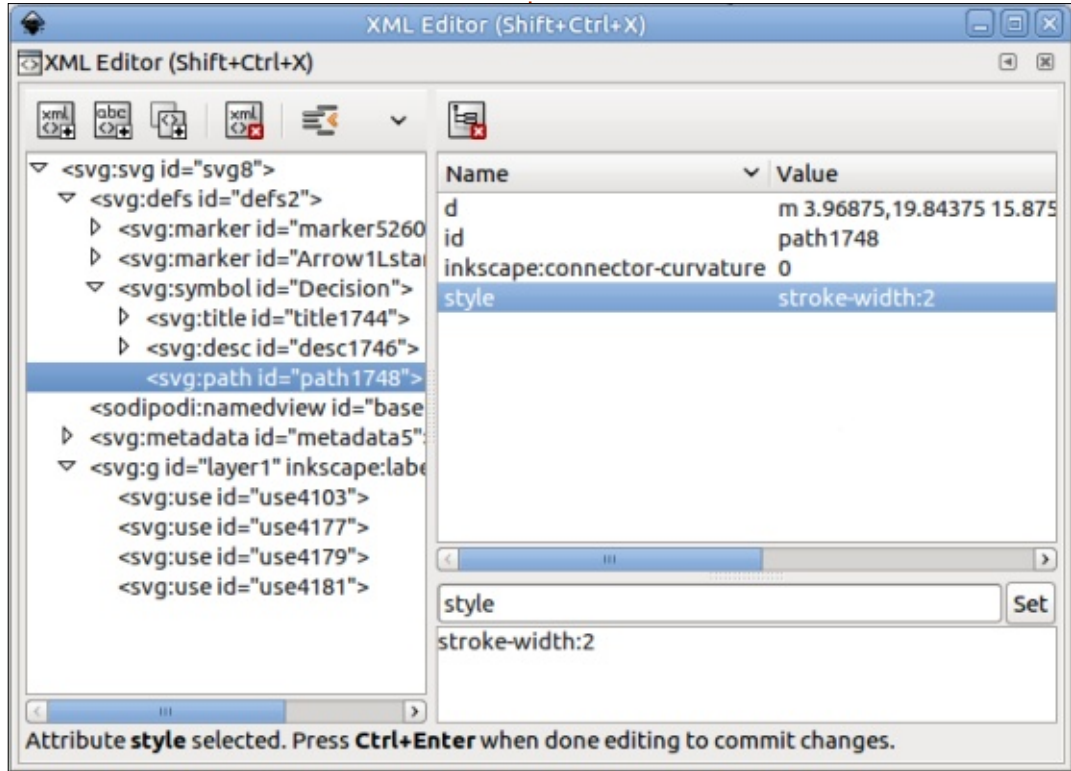 XML Editor (Shift+Ctrl+X)
XML Editor (Shift+Ctrl+X)
xml abc xml
<svg:svg id="svg8">
<svg:defs id="defs2">
<svg:marker id="marker5260
<svg:marker id="Arrow1Lsta
<svg:symbol id="Decision">
<svg:title id="title1744">
<svg:desc id="desc1746">
<svg:path id="path1748">
<sodipodi:namedview id="base
<svg:metadata id="metadata5"
<svg:g id="layer1" inkscape:labe
<svg:use id="use4103">
<svg:use id="use4177">
<svg:use id="use4179">
<svg:use id="use4181">
Name Value
d m 3.96875,19.84375 15.875
id path1748
inkscape:connector-curvature 0
style stroke-width:2
style Set
stroke-width:2
Attribute style selected. Press Ctrl+Enter when done editing to commit changes.